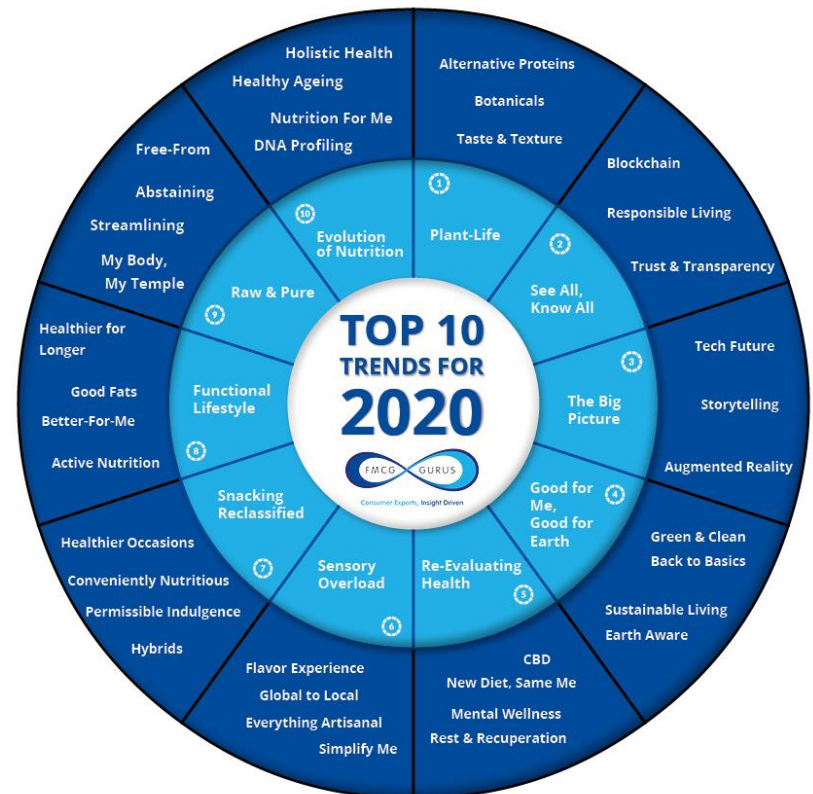 TOP 10
TRENDS FOR
2020
FMCG GURUS
Consumer Experts, Insight Driven
1
Plant-Life
Alternative Proteins
Botanicals
Taste & Texture
2
See All,
Know All
Blockchain
Responsible Living
Trust & Transparency
3
The Big
Picture
Tech Future
Storytelling
Augmented Reality
4
Good for
Me,
Good for
Earth
Green & Clean
Back to Basics
Sustainable Living
Earth Aware
5
Re-Evaluating
Health
CBD
New Diet, Same Me
Mental Wellness
Rest & Recuperation
6
Sensory
Overload
Flavor Experience
Global to Local
Everything Artisanal
Simplify Me
7
Snacking
Reclassified
Healthier Occasions
Conveniently Nutritious
Permissible Indulgence
Hybrids
8
Functional
Lifestyle
Healthier for
Longer
Good Fats
Better-For-Me
Active Nutrition
9
Raw & Pure
Free-From
Abstaining
Streamlining
My Body,
My Temple
10
Evolution
of Nutrition
Holistic Health
Healthy Ageing
Nutrition For Me
DNA Profiling